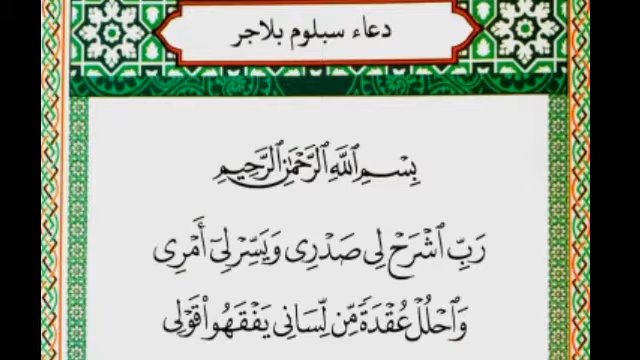 دعاء سبلوم بلاجر
بِسْمِ ٱللَّهِ ٱلرَّحْمَٰنِ ٱلرَّحِيمِ
رَبِّ ٱشْرَحْ لِى صَدْرِى وَيَسِّرْ لِىٓ أَمْرِى
وَٱحْلُلْ عُقْدَةً مِّن لِّسَانِى يَفْقَهُوا۟ قَوْلِى